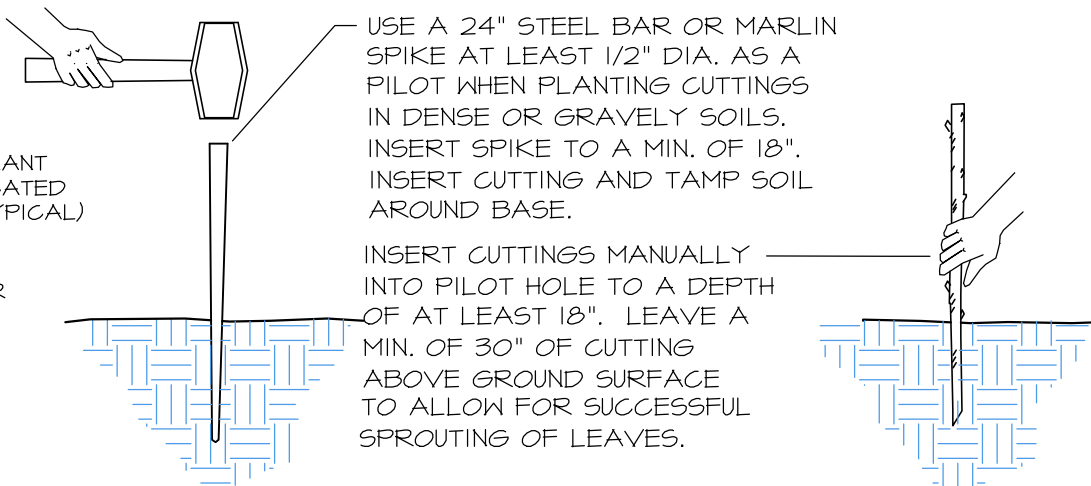 USE A 24" STEEL BAR OR MARLIN
SPIKE AT LEAST 1/2" DIA. AS A
PILOT WHEN PLANTING CUTTINGS
IN DENSE OR GRAVELY SOILS.
INSERT SPIKE TO A MIN. OF 18".
INSERT CUTTING AND TAMP SOIL
AROUND BASE.
INSERT CUTTINGS MANUALLY
INTO PILOT HOLE TO A DEPTH
OF AT LEAST 18". LEAVE A
MIN. OF 30" OF CUTTING
ABOVE GROUND SURFACE
TO ALLOW FOR SUCCESSFUL
SPROUTING OF LEAVES.